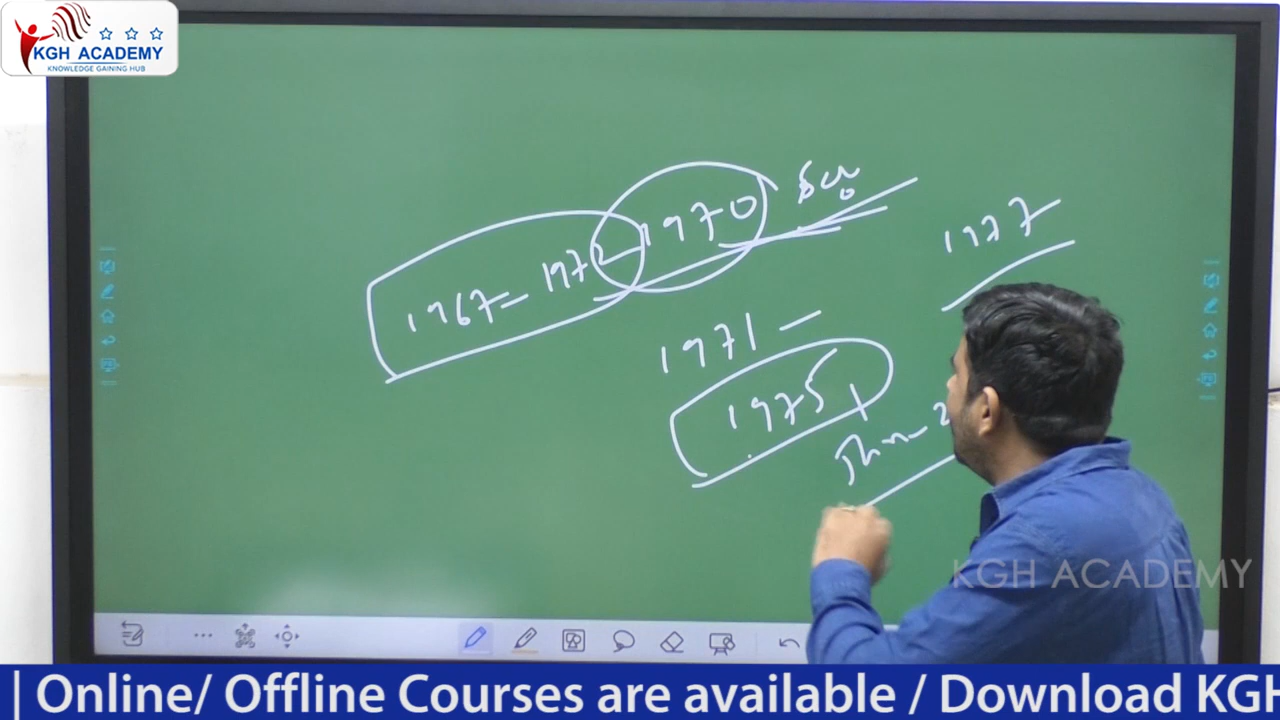 KGH ACADEMY
KNOWLEDGE GAINING HUB
1967 - 1972 - 1970
1977
1971 -
1975
KGH ACADEMY
| Online/ Offline Courses are available / Download KGH